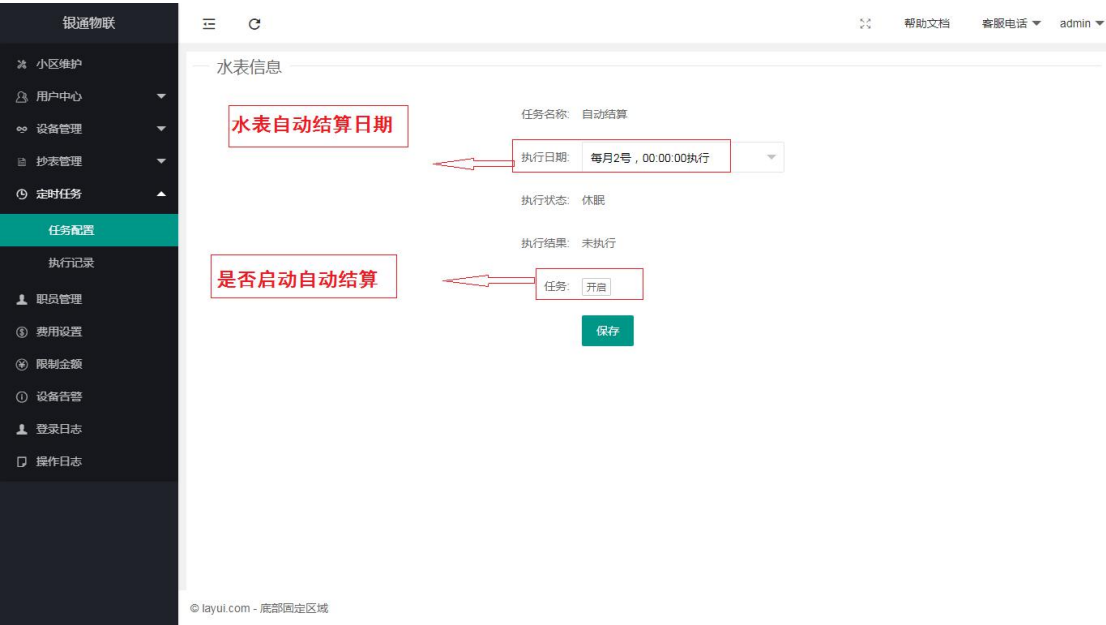 银通物联
帮助文档
客服电话
admin
小区维护
用户中心
设备管理
抄表管理
定时任务
任务配置
执行记录
职员管理
费用设置
限制金额
设备告警
登录日志
操作日志
水表信息
任务名称: 自动结算
水表自动结算日期
执行日期: 每月2号，00:00:00执行
执行状态: 休眠
执行结果: 未执行
是否启动自动结算
任务: 开启
保存
© layui.com - 底部固定区域